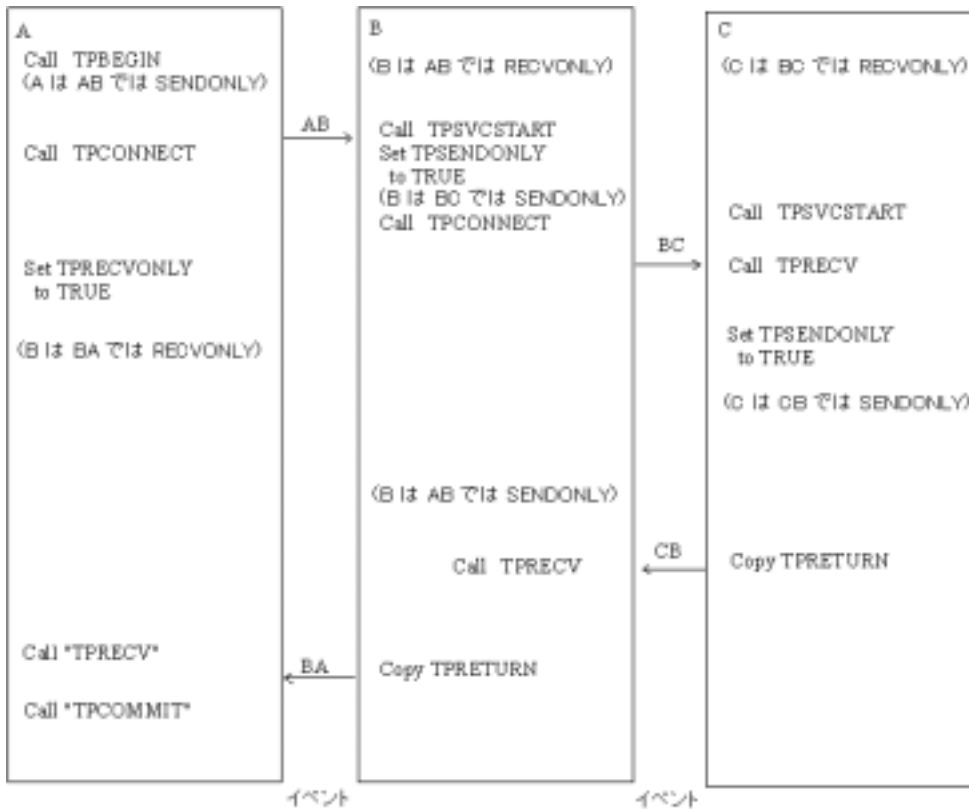 A
Call TPBEGIN
(A は AB では SENDONLY)
Call TPCONNECT
Set TPRECVONLY
to TRUE
(B は BA では RECVONLY)
Call "TPRECV"
Call "TPCOMMIT"
AB
BA
イベント
B
(B は AB では RECVONLY)
Call TPSVCSTART
Set TPSENDONLY
to TRUE
(B は BC では SENDONLY)
Call TPCONNECT
(B は AB では SENDONLY)
Call TPRECV
Copy TPRETURN
BC
CB
イベント
C
(C は BC では RECVONLY)
Call TPSVCSTART
Call TPRECV
Set TPSENDONLY
to TRUE
(C は CB では SENDONLY)
Copy TPRETURN